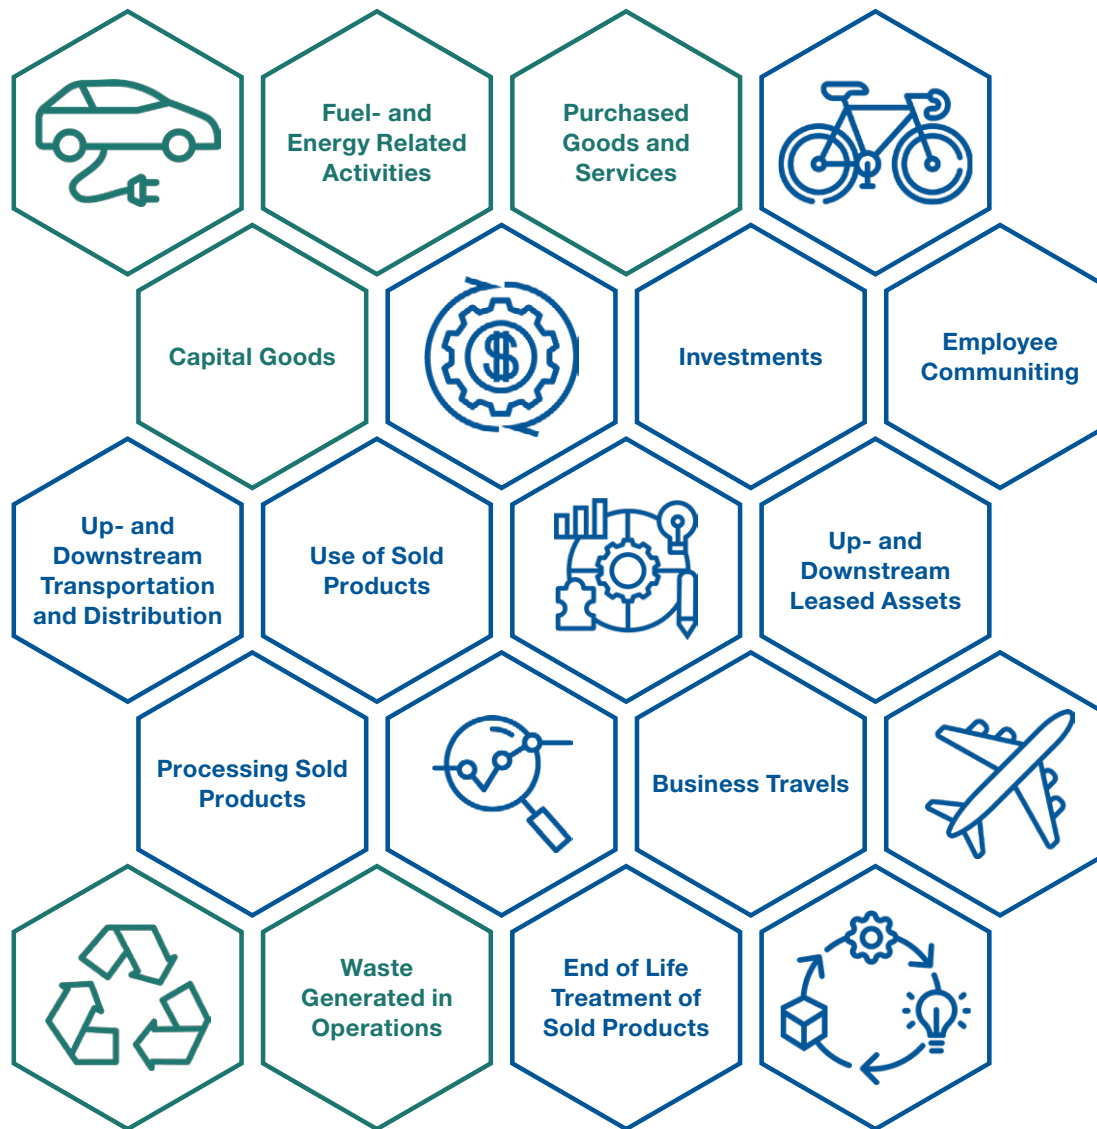 Fuel- and
Energy Related
Activities
Purchased
Goods and
Services
Capital Goods
$
Investments
Employee
Communiting
Up- and
Downstream
Transportation
and Distribution
Use of Sold
Products
Up- and
Downstream
Leased Assets
Processing Sold
Products
Business Travels
Waste
Generated in
Operations
End of Life
Treatment of
Sold Products